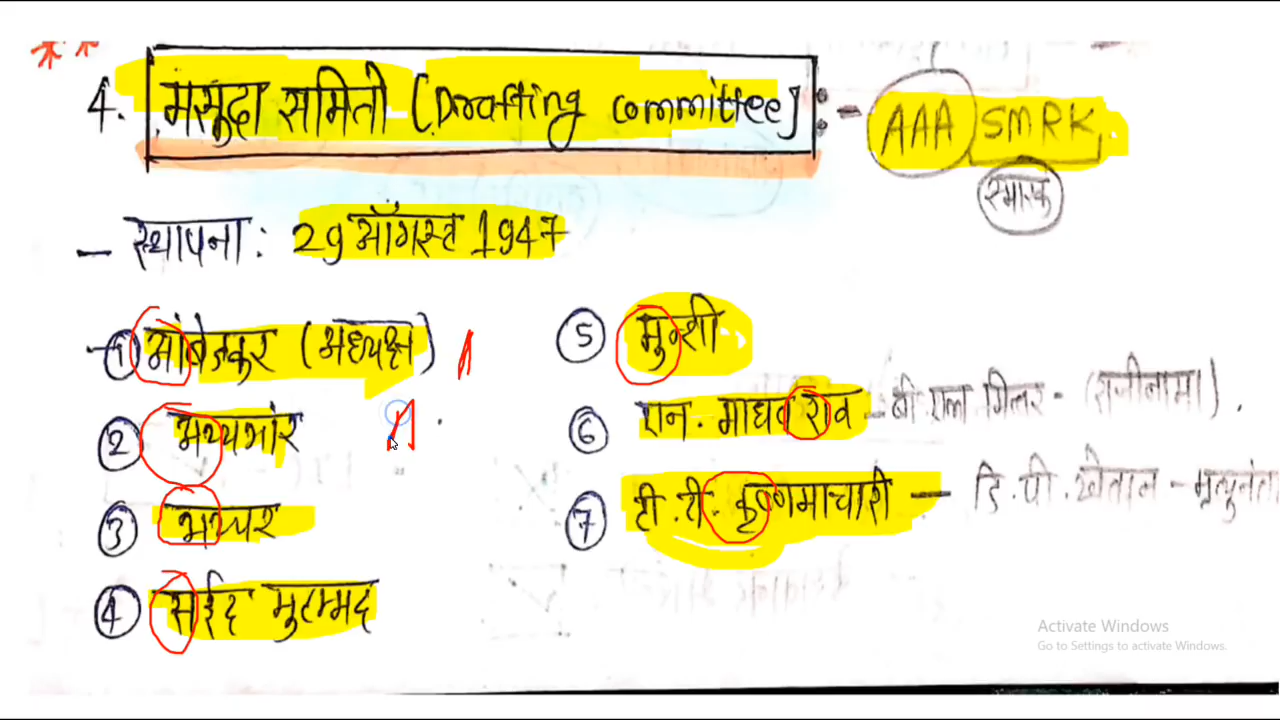 4. मसुदा समिती (Drafting Committee) :- AAA SMRK
स्मारक
- स्थापना : 29 ऑगस्ट 1947
① आंबेडकर (अध्यक्ष) A
② अय्यंगार A
③ अय्यर
④ सईद मुहम्मद
⑤ मुन्शी
⑥ एन. माधव राव - बी एल मित्तर - (राजीनामा).
⑦ टी. टी. कृष्णमाचारी - डि. पी. खेतान - मृत्युनंतर
Activate Windows
Go to Settings to activate Windows.